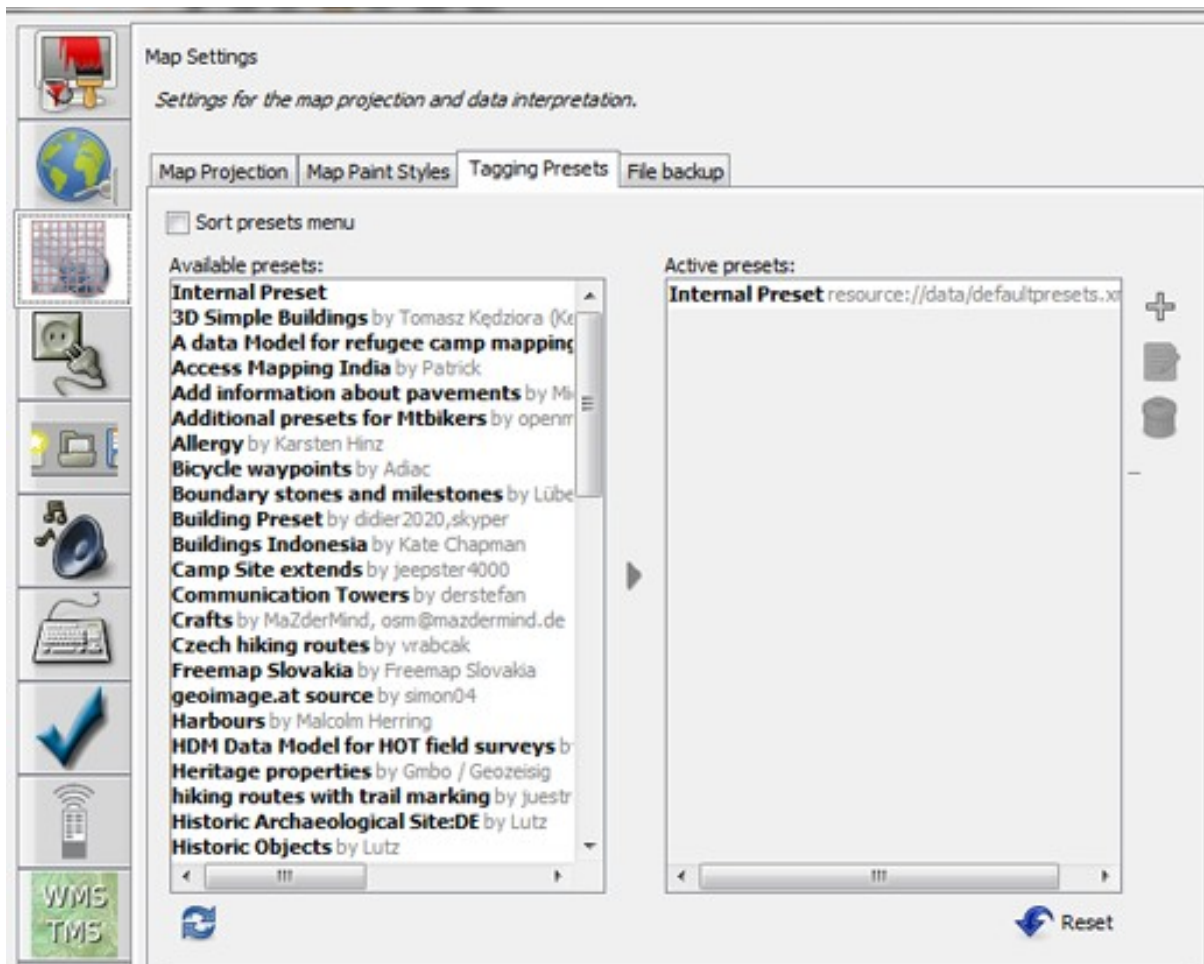 Map Settings
Settings for the map projection and data interpretation.
Map Projection
Map Paint Styles
Tagging Presets
File backup
Sort presets menu
Available presets:
Internal Preset
3D Simple Buildings by Tomasz Kędziora (Ke
A data Model for refugee camp mapping
Access Mapping India by Patrick
Add information about pavements by Mi
Additional presets for Mtbikers by openm
Allergy by Karsten Hinz
Bicycle waypoints by Adiac
Boundary stones and milestones by Lübe
Building Preset by didier2020,skyper
Buildings Indonesia by Kate Chapman
Camp Site extends by jeepster4000
Communication Towers by derstefan
Crafts by MaZderMind, osm@mazdermind.de
Czech hiking routes by vrabcak
Freemap Slovakia by Freemap Slovakia
geoimage.at source by simon04
Harbours by Malcolm Herring
HDM Data Model for HOT field surveys b
Heritage properties by Gmbo / Geozeisig
hiking routes with trail marking by juestr
Historic Archaeological Site:DE by Lutz
Historic Objects by Lutz
Active presets:
Internal Preset resource://data/defaultpresets.x
Reset
WMS
TMS